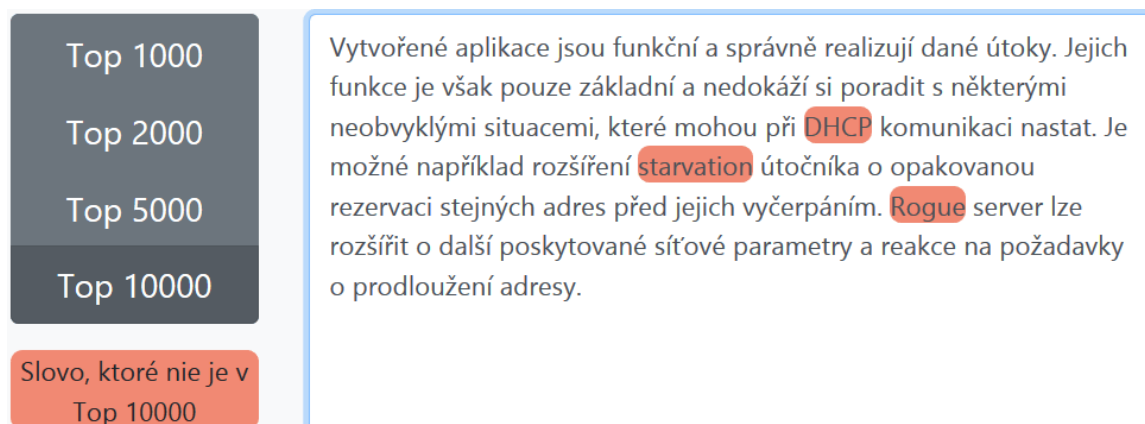 Top 1000
Top 2000
Top 5000
Top 10000
Slovo, ktoré nie je v
Top 10000
Vytvořené aplikace jsou funkční a správně realizují dané útoky. Jejich
funkce je však pouze základní a nedokáží si poradit s některými
neobvyklými situacemi, které mohou při DHCP komunikaci nastat. Je
možné například rozšíření starvation útočníka o opakovanou
rezervaci stejných adres před jejich vyčerpáním. Rogue server lze
rozšířit o další poskytované síťové parametry a reakce na požadavky
o prodloužení adresy.